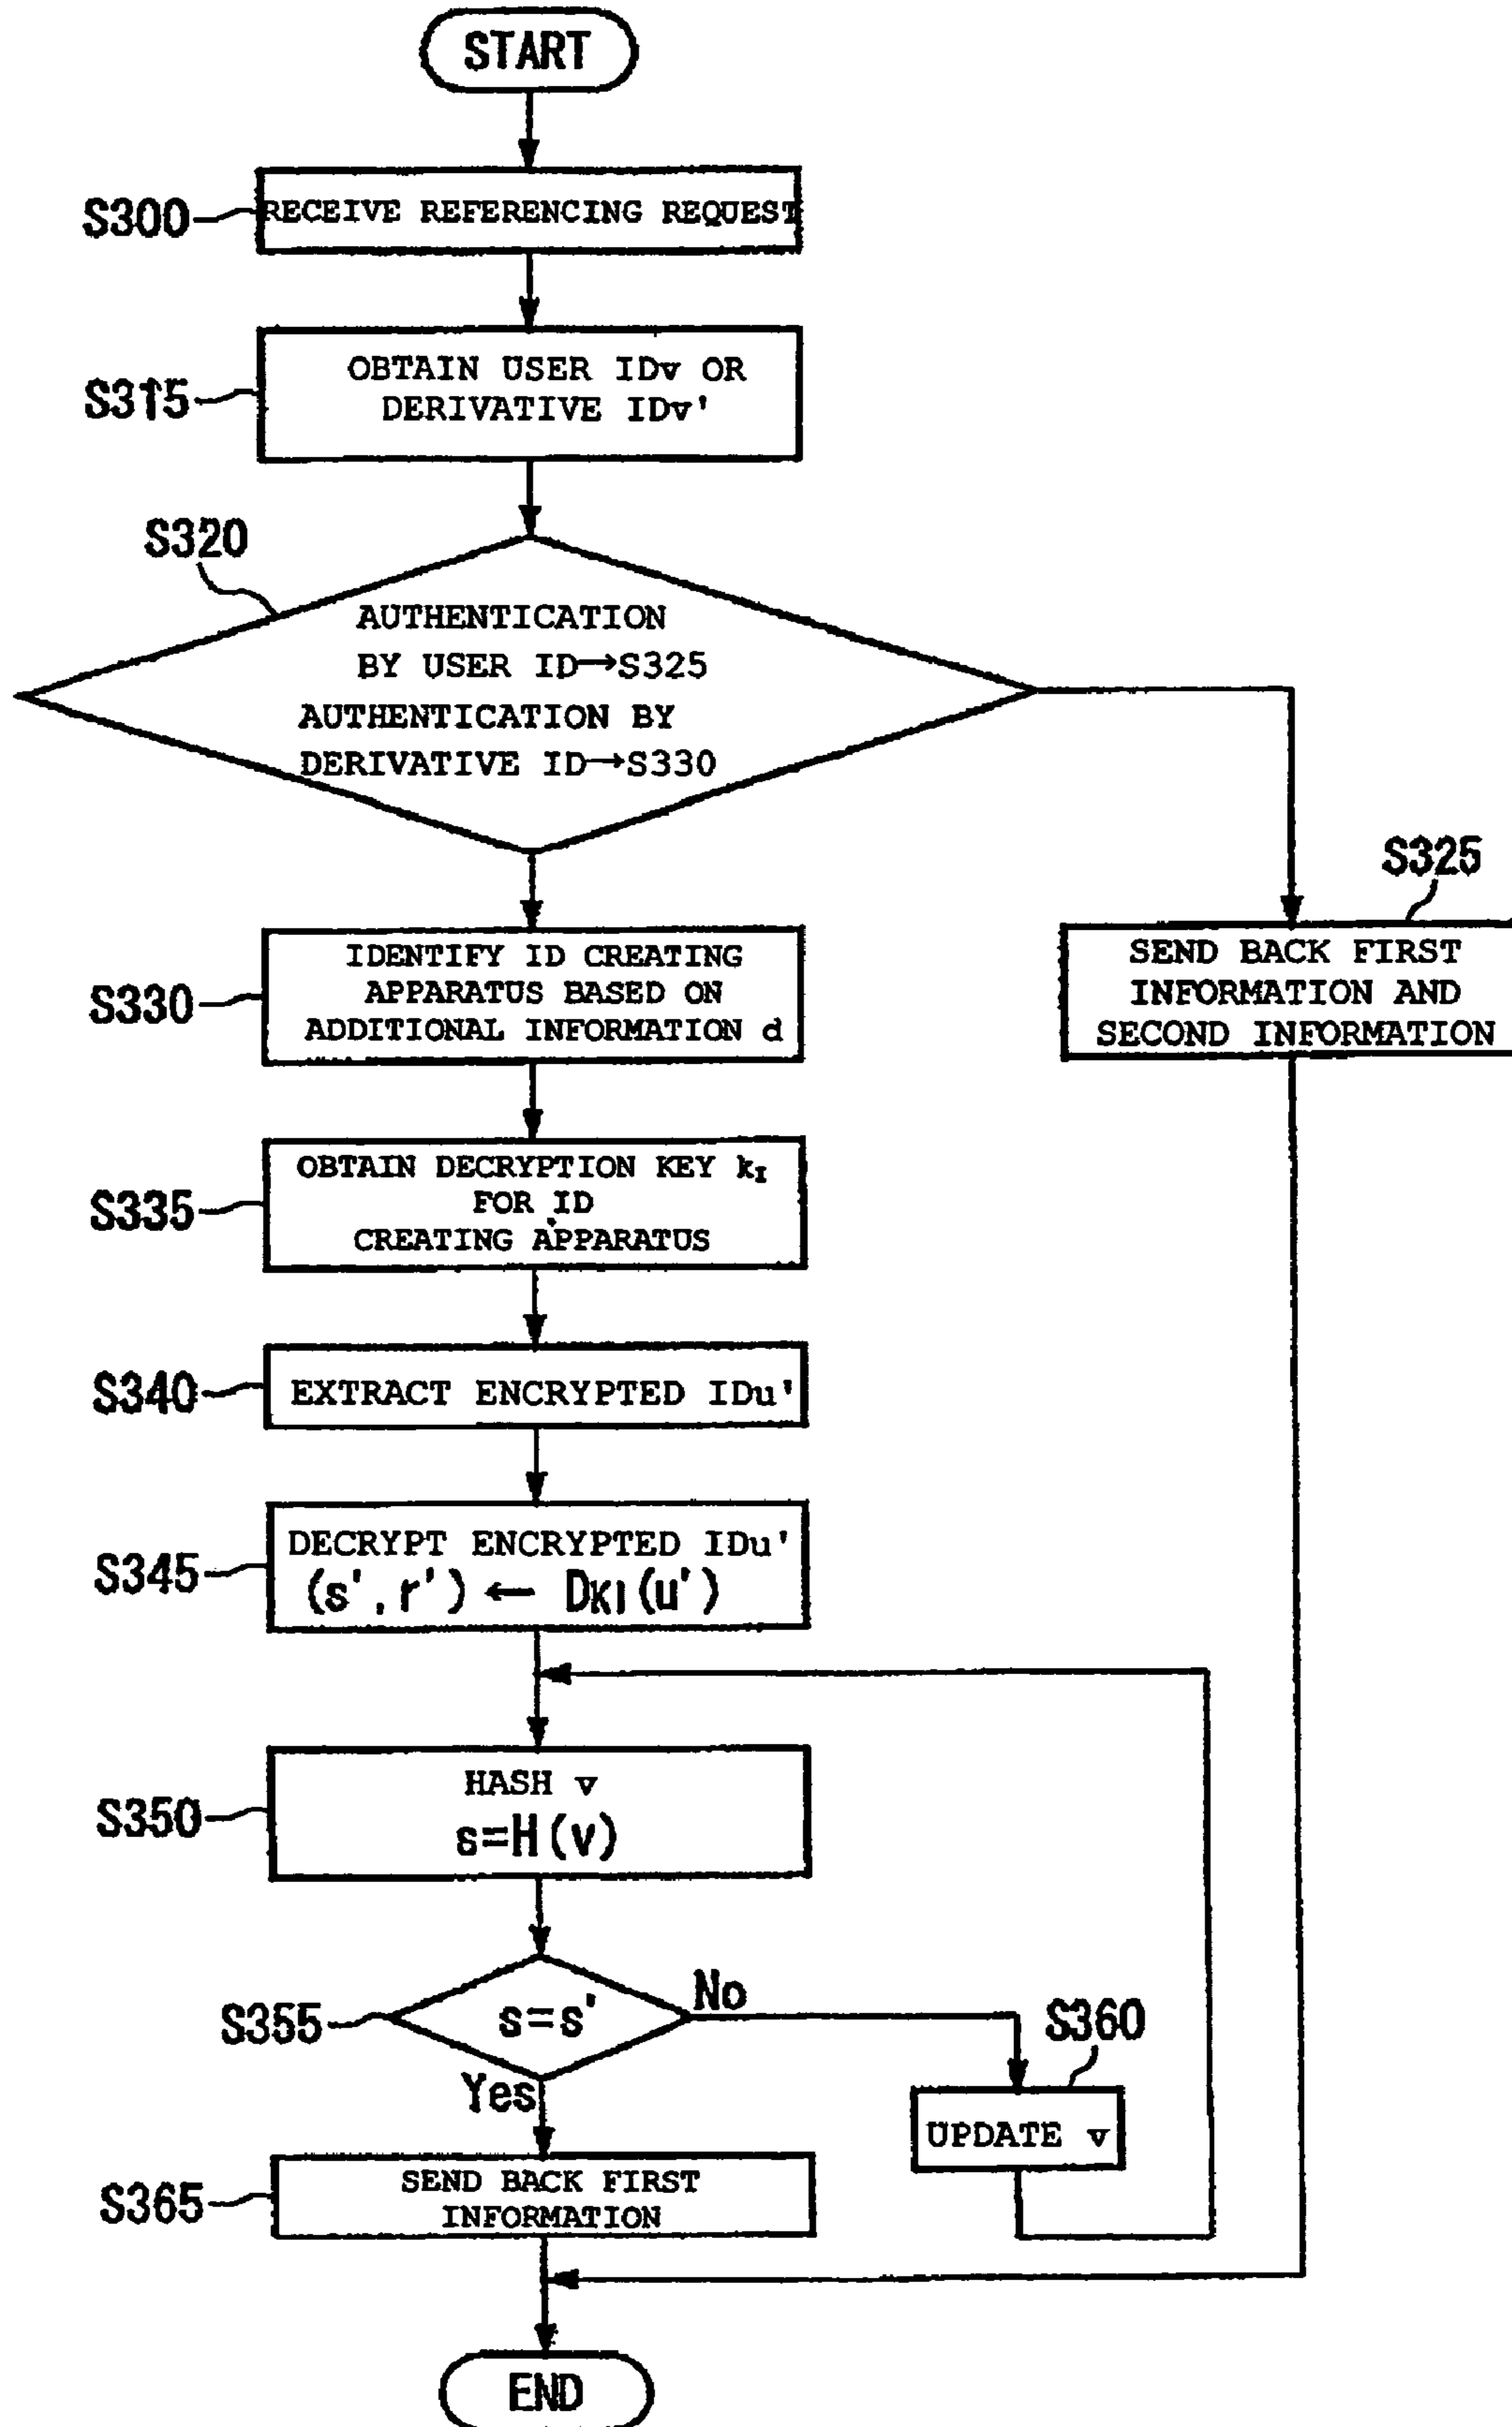 START
S300
RECEIVE REFERENCING REQUEST
S315
OBTAIN USER IDv OR
DERIVATIVE IDv'
S320
AUTHENTICATION
BY USER ID→S325
AUTHENTICATION BY
DERIVATIVE ID→S330
S325
SEND BACK FIRST
INFORMATION AND
SECOND INFORMATION
S330
IDENTIFY ID CREATING
APPARATUS BASED ON
ADDITIONAL INFORMATION d
S335
OBTAIN DECRYPTION KEY kI
FOR ID
CREATING APPARATUS
S340
EXTRACT ENCRYPTED IDu'
S345
DECRYPT ENCRYPTED IDu'
(s',r') ← DKI(u')
S350
HASH v
s=H(v)
S355
s=s'
No
Yes
S360
UPDATE v
S365
SEND BACK FIRST
INFORMATION
END